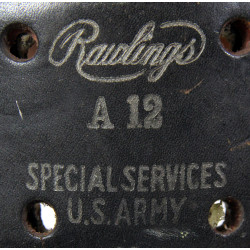 Rawlings
A 12
SPECIAL SERVICES
U.S. ARMY